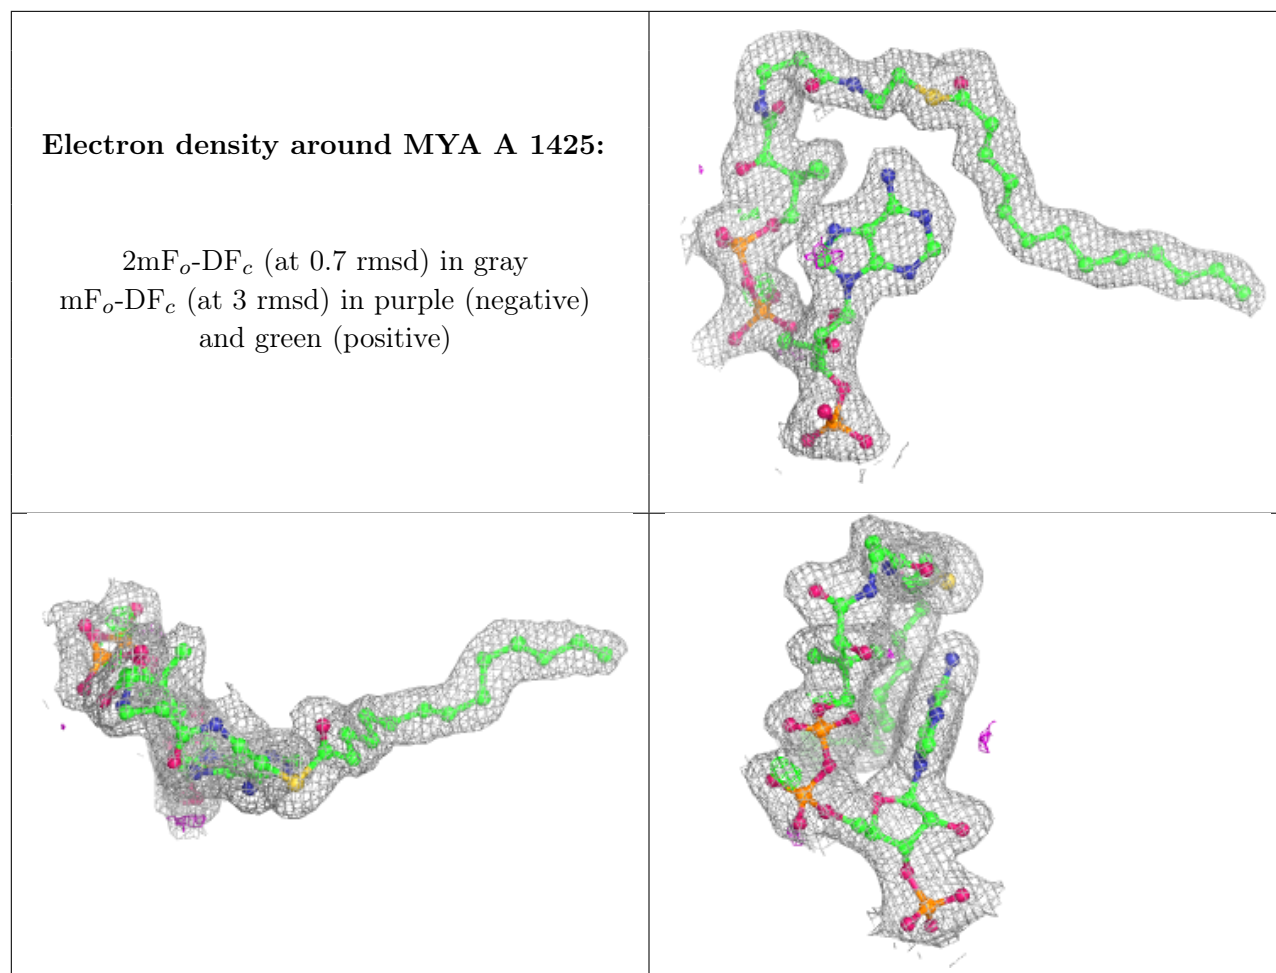 Electron density around MYA A 1425:
2mFo-DFc (at 0.7 rmsd) in gray
mFo-DFc (at 3 rmsd) in purple (negative)
and green (positive)